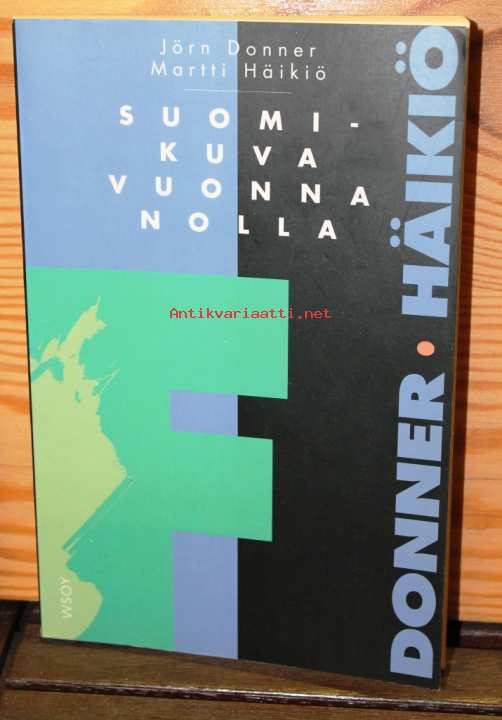 Jörn Donner
Martti Häikiö
SUOMI-
KUVA
VUONNA
NOLLA
Antikvariaatti.net
DONNER • HÄIKIÖ
WSOY